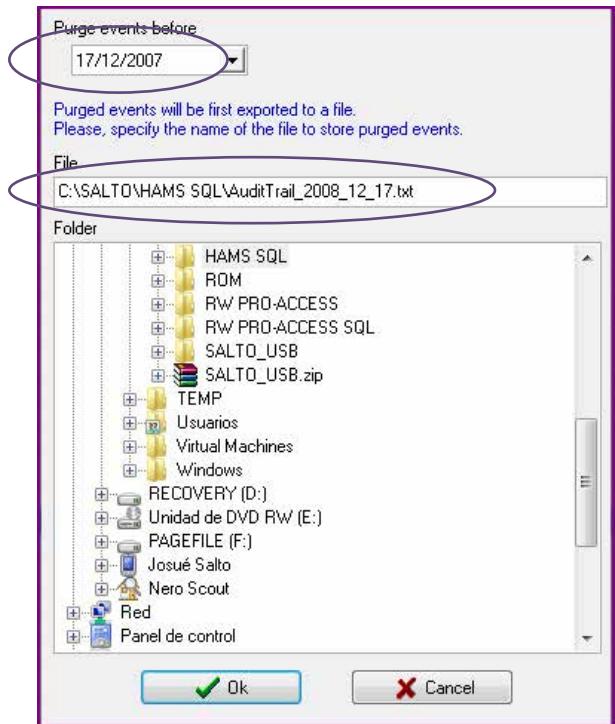 Purge events before
17/12/2007
Purged events will be first exported to a file.
Please, specify the name of the file to store purged events.
File
C:\SALTO\HAMS SQL\AuditTrail_2008_12_17.txt
Folder
HAMS SQL
ROM
RW PRO-ACCESS
RW PRO-ACCESS SQL
SALTO_USB
SALTO_USB.zip
TEMP
Usuarios
Virtual Machines
Windows
RECOVERY (D:)
Unidad de DVD RW (E:)
PAGEFILE (F:)
Josué Salto
Nero Scout
Red
Panel de control
Ok
Cancel